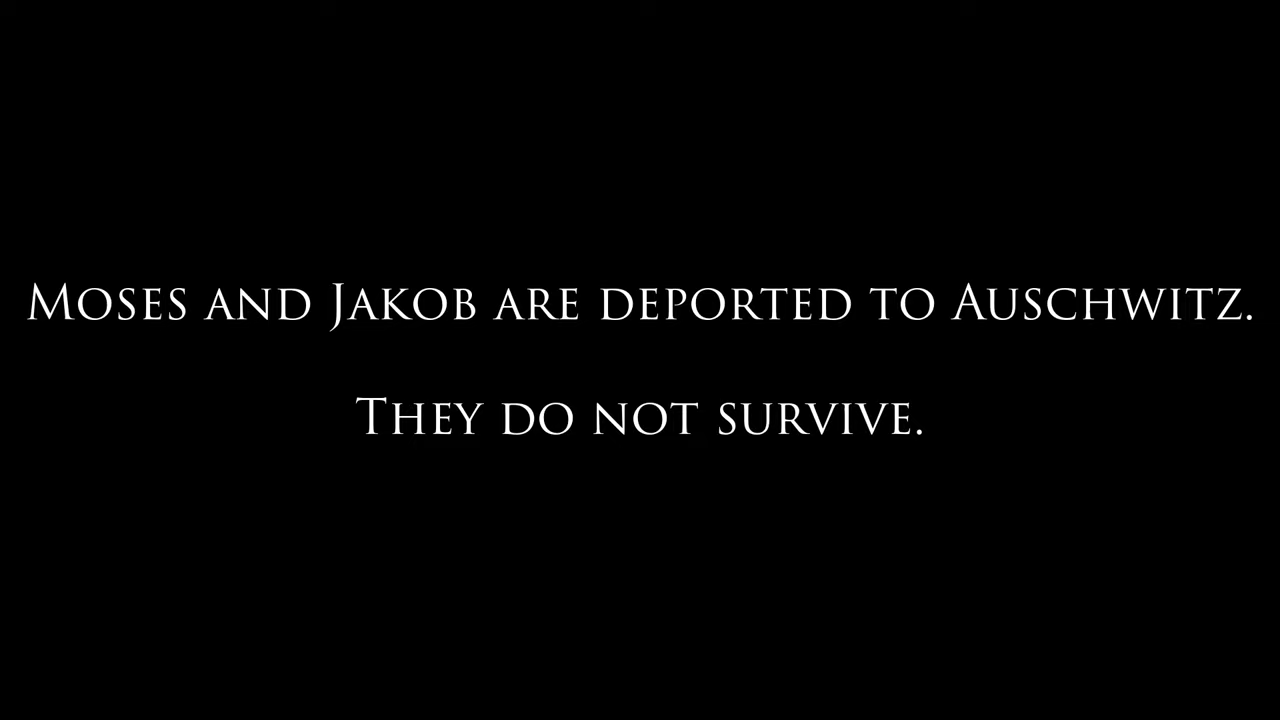 Moses and Jakob are deported to Auschwitz.
They do not survive.